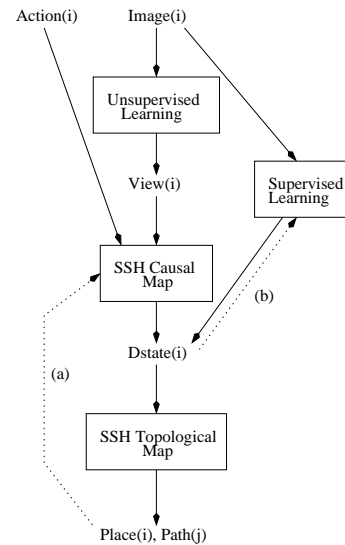 Action(i) Image(i)
Unsupervised
Learning
View(i)
Supervised
Learning
SSH Causal
Map
(b)
Dstate(i)
(a)
SSH Topological
Map
Place(i), Path(j)